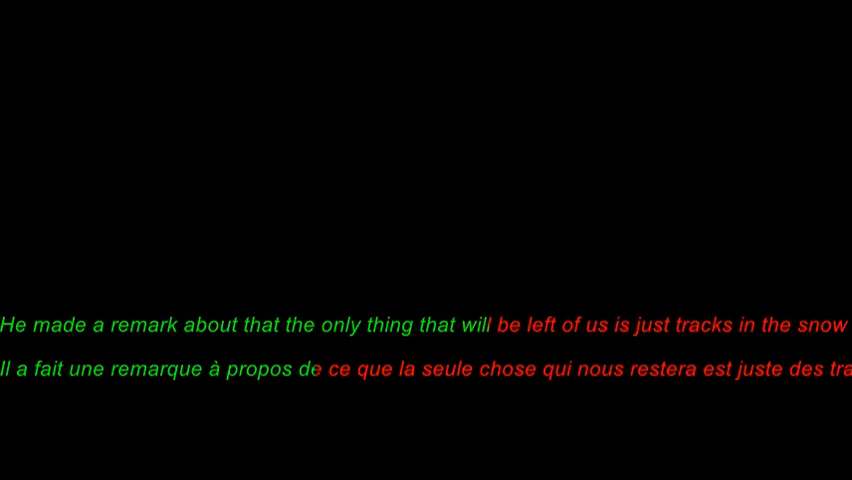 He made a remark about that the only thing that will be left of us is just tracks in the snow
Il a fait une remarque à propos de ce que la seule chose qui nous restera est juste des tra